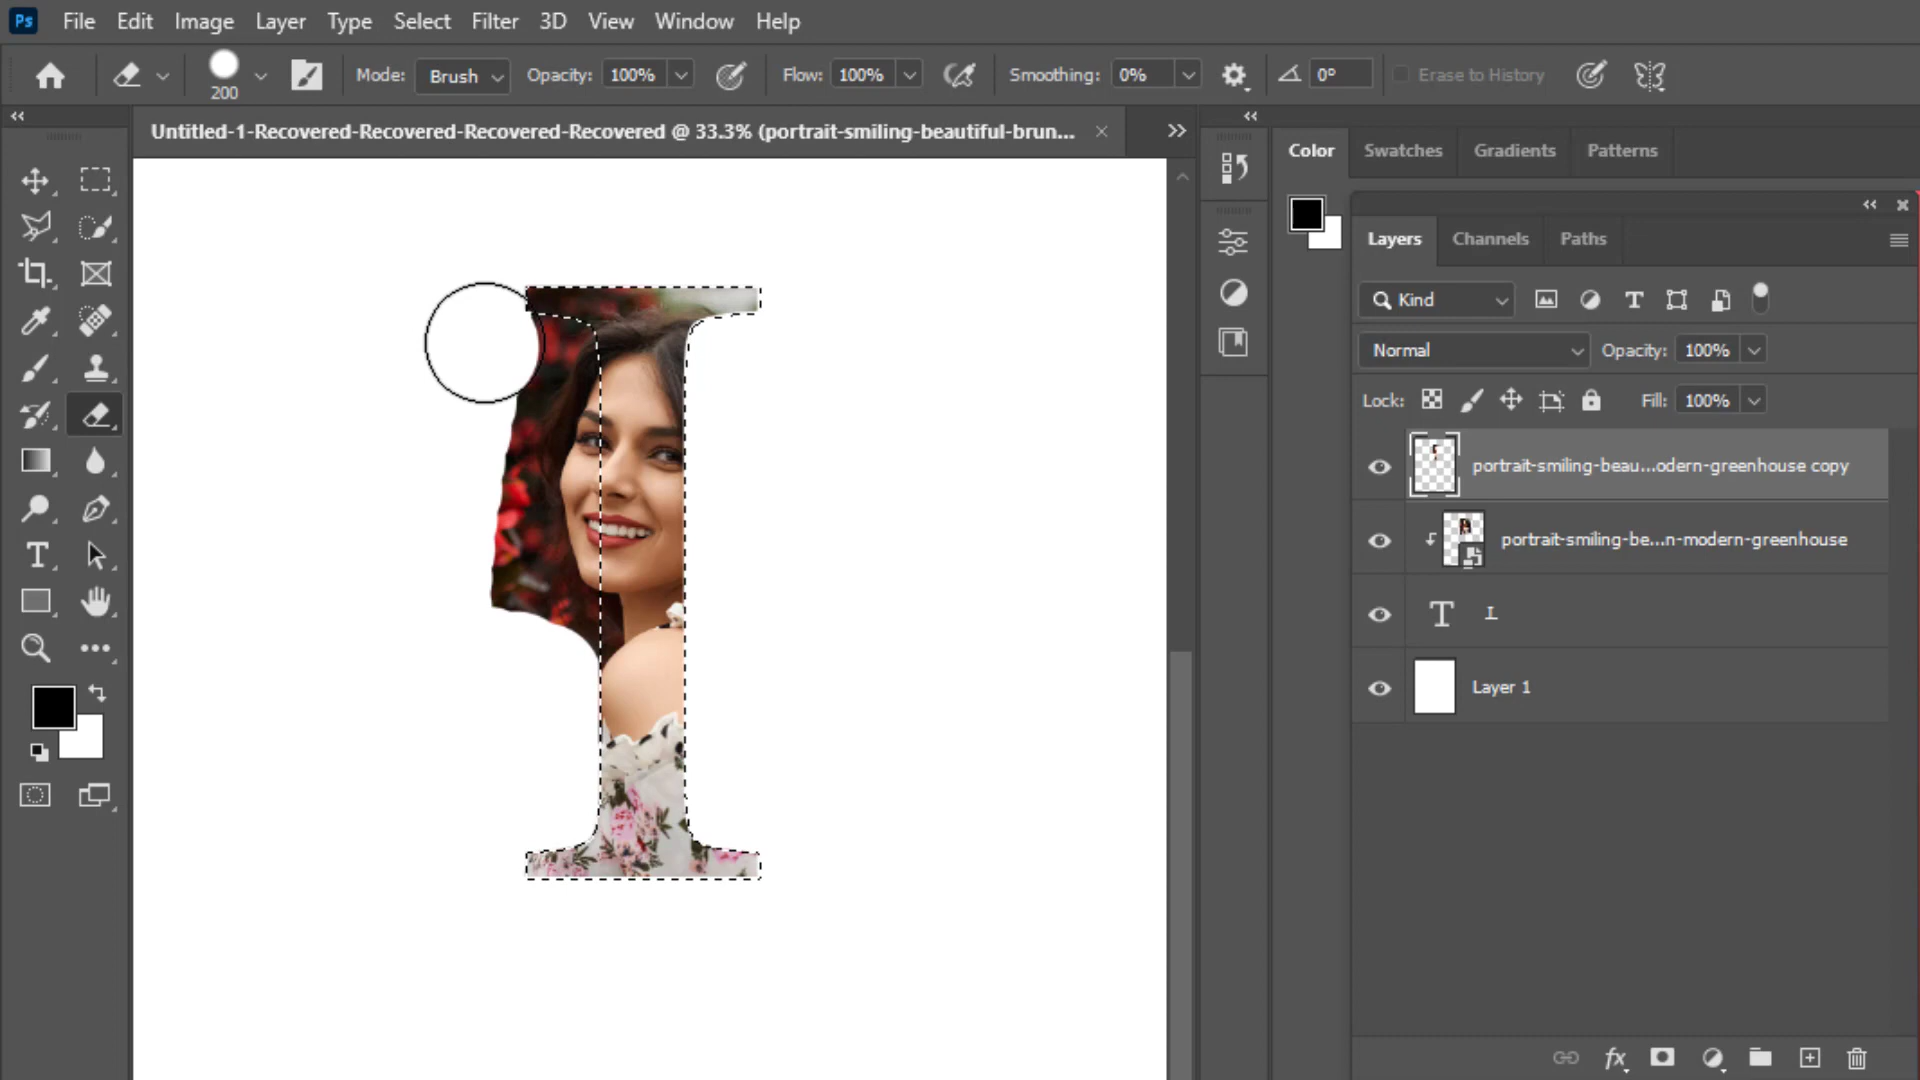 Ps File Edit Image Layer Type Select Filter 3D View Window Help
200 Mode: Brush Opacity: 100% Flow: 100% Smoothing: 0% 0° Erase to History
Untitled-1-Recovered-Recovered-Recovered-Recovered @ 33.3% (portrait-smiling-beautiful-brun... ×
Color Swatches Gradients Patterns
Layers Channels Paths
Kind
Normal Opacity: 100%
Lock: Fill: 100%
portrait-smiling-beau...odern-greenhouse copy
portrait-smiling-be...n-modern-greenhouse
T I
Layer 1
fx